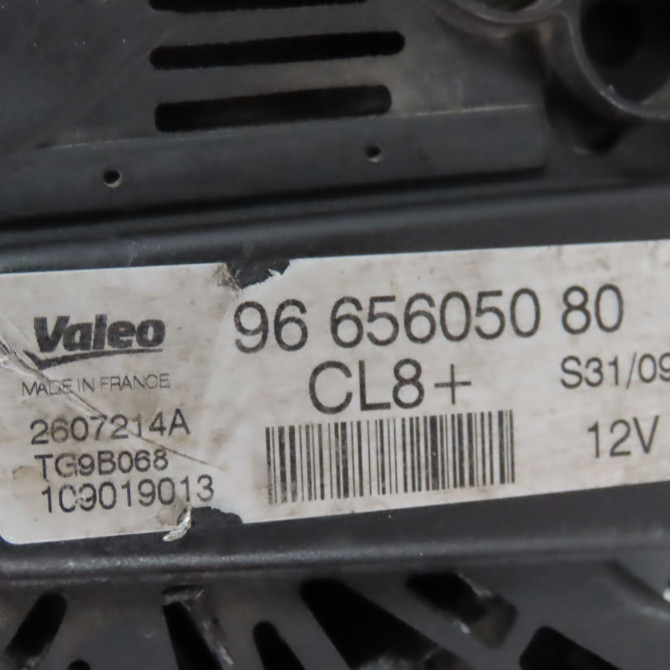 Valeo
MADE IN FRANCE
2607214A
TG9B068
109019013
96 656050 80
CL8+
S31/09
12V